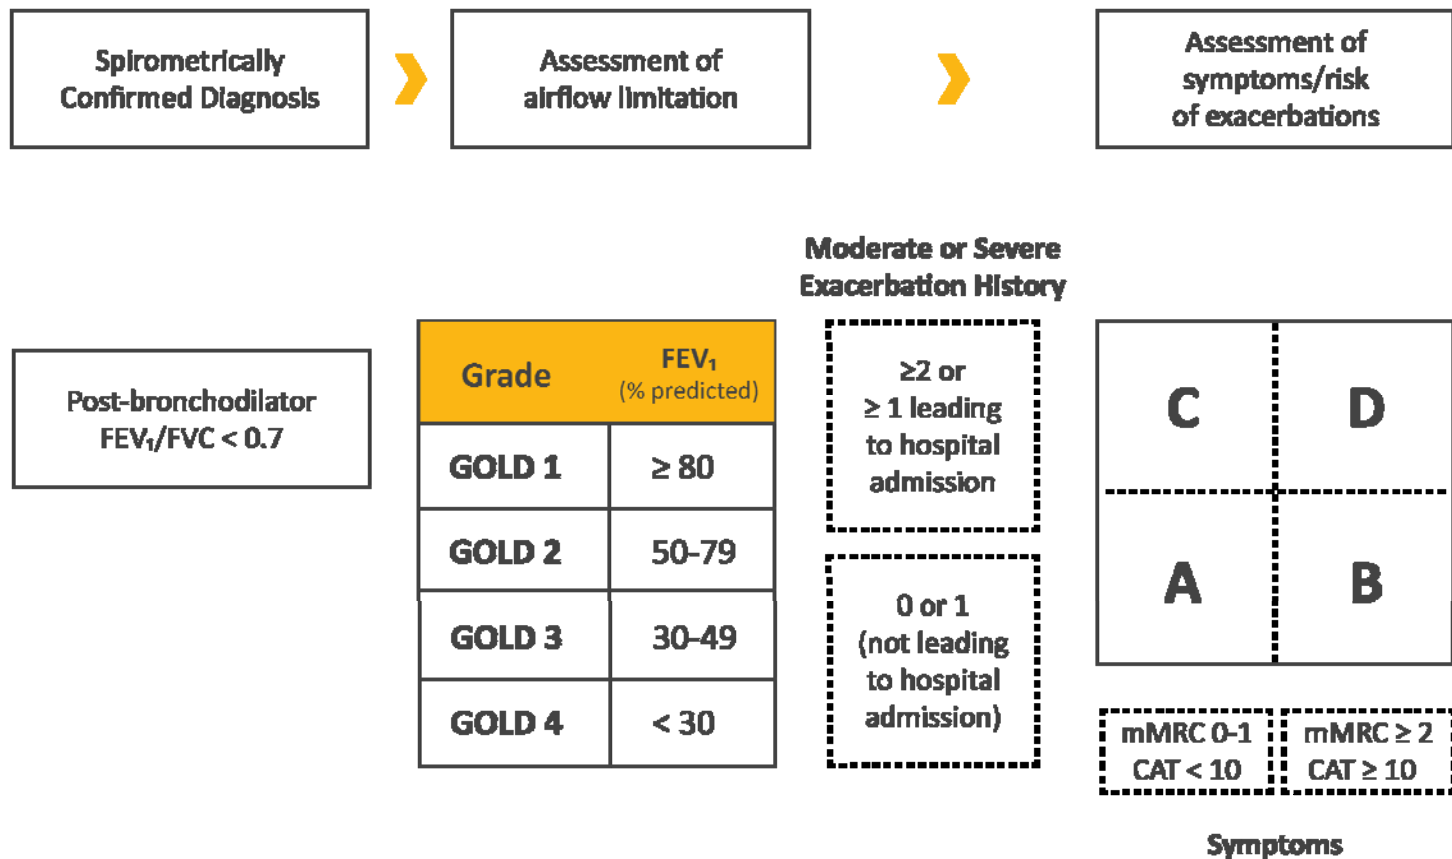 Spirometrically
Confirmed Diagnosis
Assessment of
airflow limitation
Assessment of
symptoms/risk
of exacerbations
Moderate or Severe
Exacerbation History
Post-bronchodilator
FEV₁/FVC < 0.7
Grade
FEV₁
(% predicted)
GOLD 1
≥ 80
GOLD 2
50-79
GOLD 3
30-49
GOLD 4
< 30
≥2 or
≥ 1 leading
to hospital
admission
0 or 1
(not leading
to hospital
admission)
C
D
A
B
mMRC 0-1
CAT < 10
mMRC ≥ 2
CAT ≥ 10
Symptoms